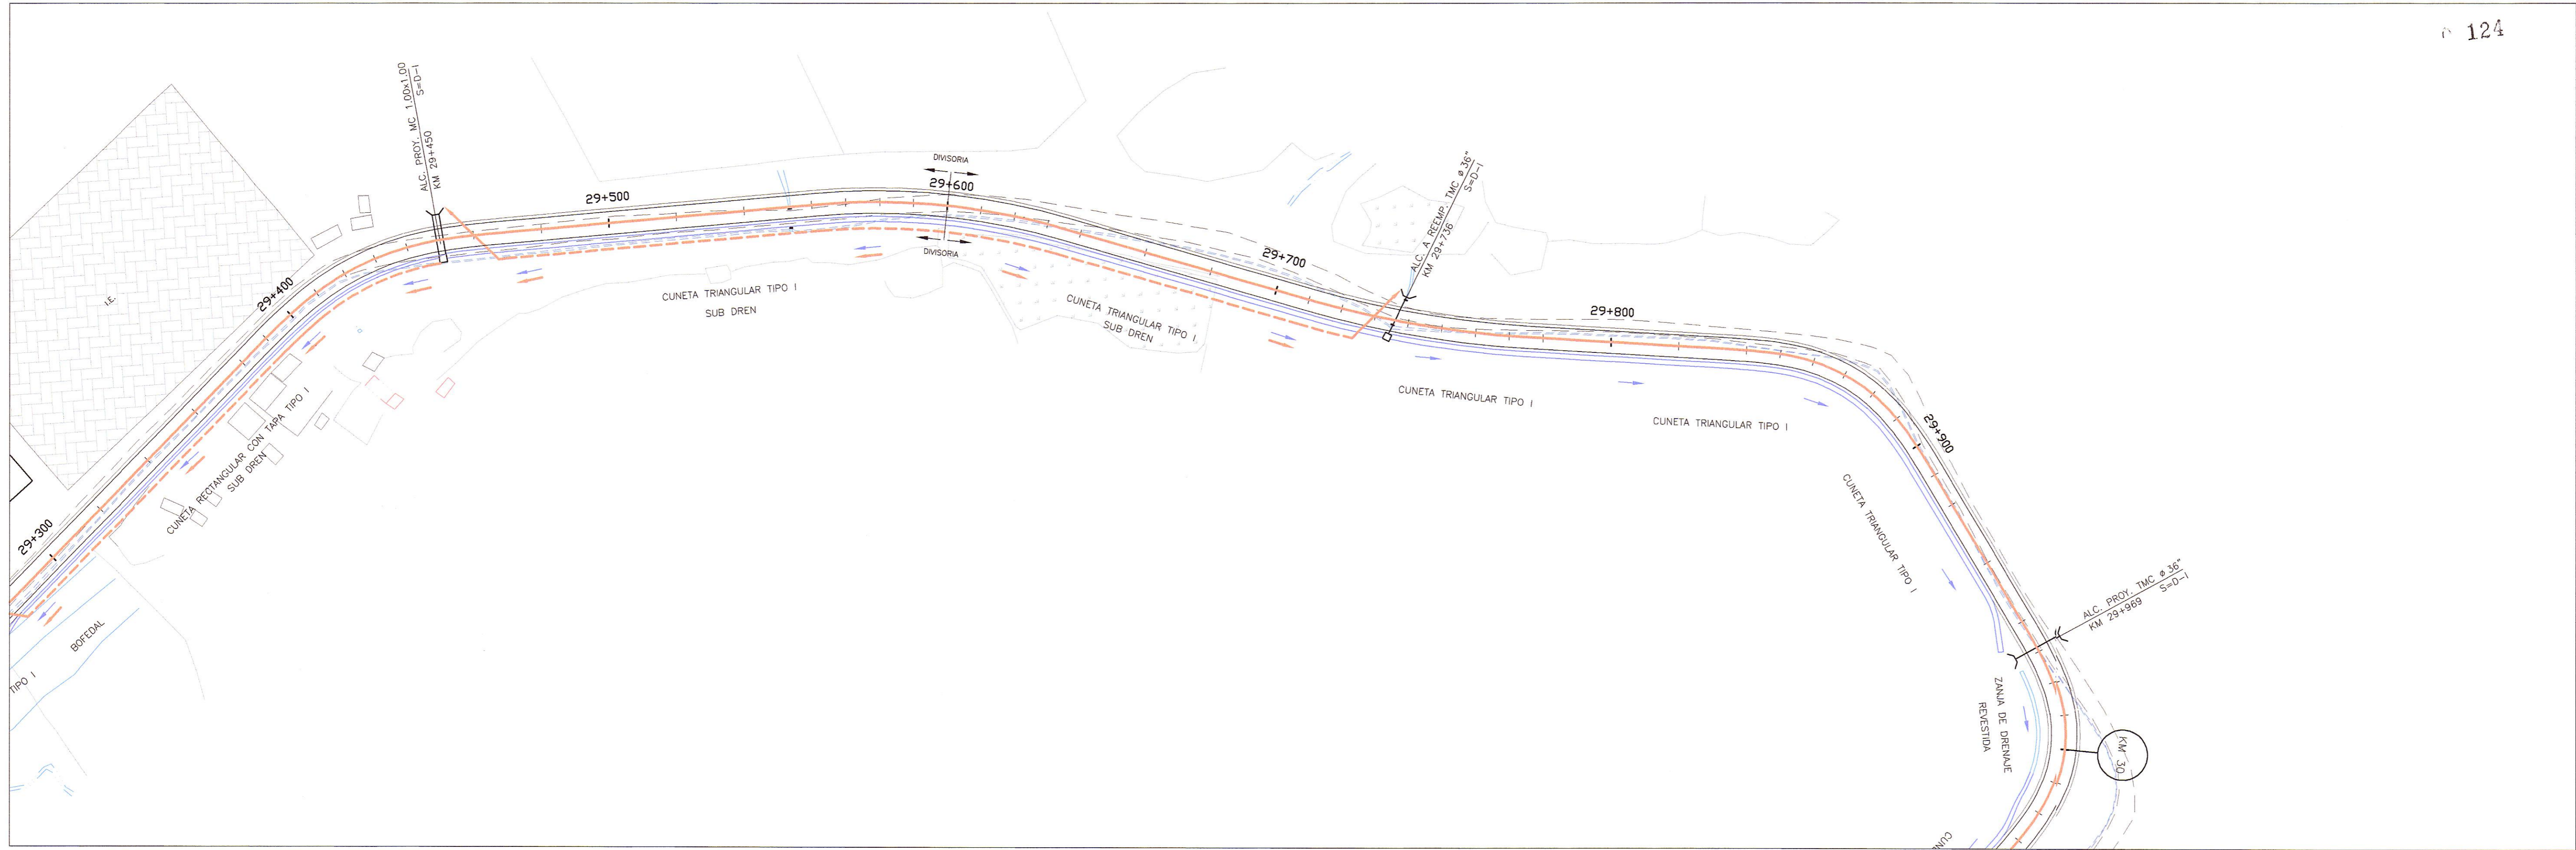 124
ALC. PROY. MC 1.00x1.00
S=D-I
KM 29+450
I.E.
29+300
29+400
29+500
DIVISORIA
29+600
DIVISORIA
29+700
ALC. A REEMP. TMC ø 36"
S=D-I
KM 29+736
29+800
29+900
CUNETA RECTANGULAR CON TAPA TIPO I
SUB DREN
CUNETA TRIANGULAR TIPO I
SUB DREN
CUNETA TRIANGULAR TIPO I
SUB DREN
CUNETA TRIANGULAR TIPO I
CUNETA TRIANGULAR TIPO I
CUNETA TRIANGULAR TIPO I
ALC. PROY. TMC ø 36"
S=D-I
KM 29+969
BOFEDAL
TIPO I
ZANJA DE DRENAJE
REVESTIDA
KM 30
CUNE